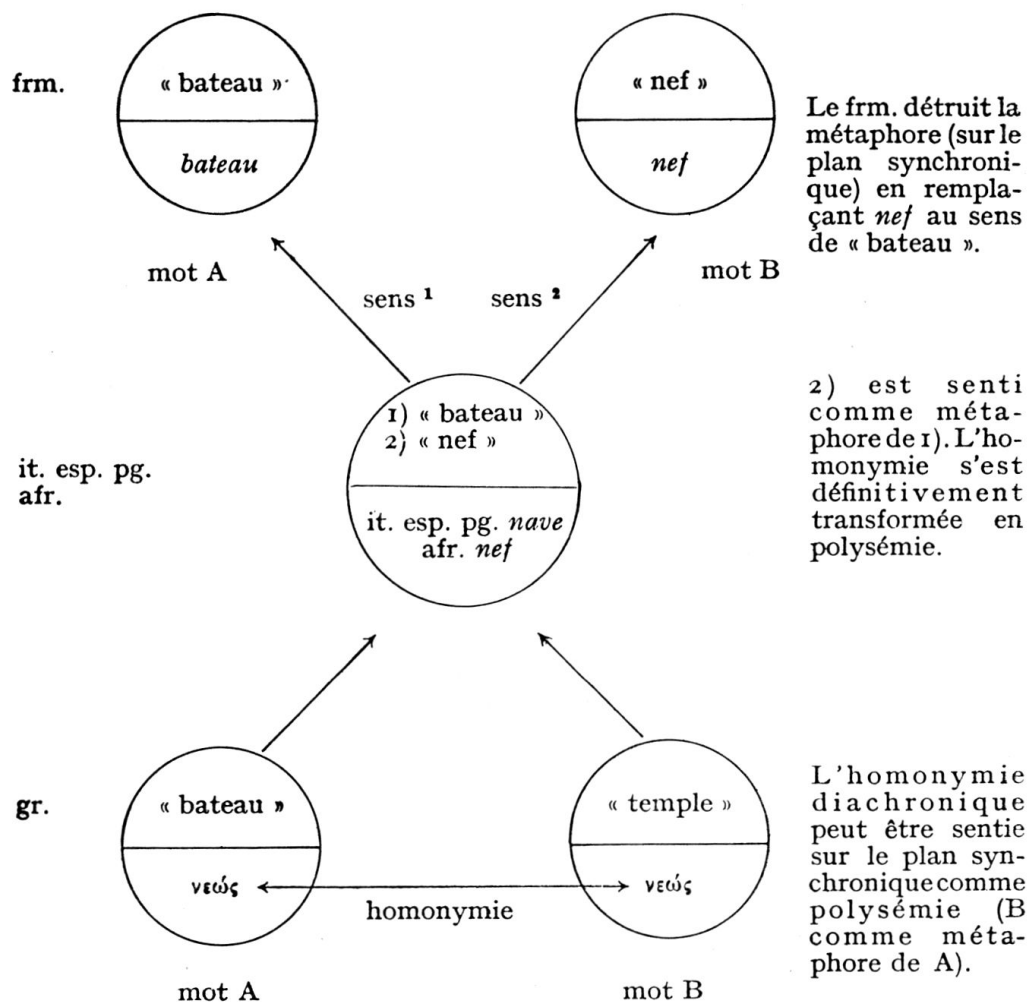 frm.
« bateau »
bateau
mot A
« nef »
nef
mot B
Le frm. détruit la
métaphore (sur le
plan synchroni-
que) en rempla-
çant nef au sens
de « bateau ».
sens ¹
sens ²
it. esp. pg.
afr.
1) « bateau »
2) « nef »
it. esp. pg. nave
afr. nef
2) est senti
comme méta-
phore de 1). L'ho-
monymie s'est
définitivement
transformée en
polysémie.
gr.
« bateau »
νεώς
mot A
homonymie
« temple »
νεώς
mot B
L'homonymie
diachronique
peut être sentie
sur le plan syn-
chronique comme
polysémie (B
comme méta-
phore de A).